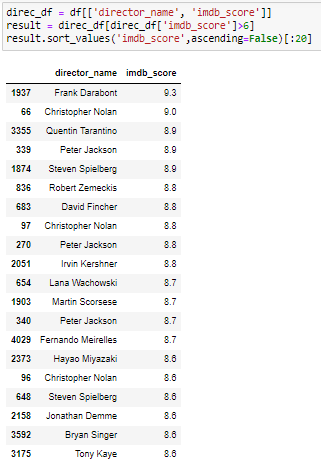 direc_df = df[['director_name', 'imdb_score']]
result = direc_df[direc_df['imdb_score']>6]
result.sort_values('imdb_score',ascending=False)[:20]
director_name imdb_score
1937 Frank Darabont 9.3
66 Christopher Nolan 9.0
3355 Quentin Tarantino 8.9
339 Peter Jackson 8.9
1874 Steven Spielberg 8.9
836 Robert Zemeckis 8.8
683 David Fincher 8.8
97 Christopher Nolan 8.8
270 Peter Jackson 8.8
2051 Irvin Kershner 8.8
654 Lana Wachowski 8.7
1903 Martin Scorsese 8.7
340 Peter Jackson 8.7
4029 Fernando Meirelles 8.7
2373 Hayao Miyazaki 8.6
96 Christopher Nolan 8.6
648 Steven Spielberg 8.6
2158 Jonathan Demme 8.6
3592 Bryan Singer 8.6
3175 Tony Kaye 8.6